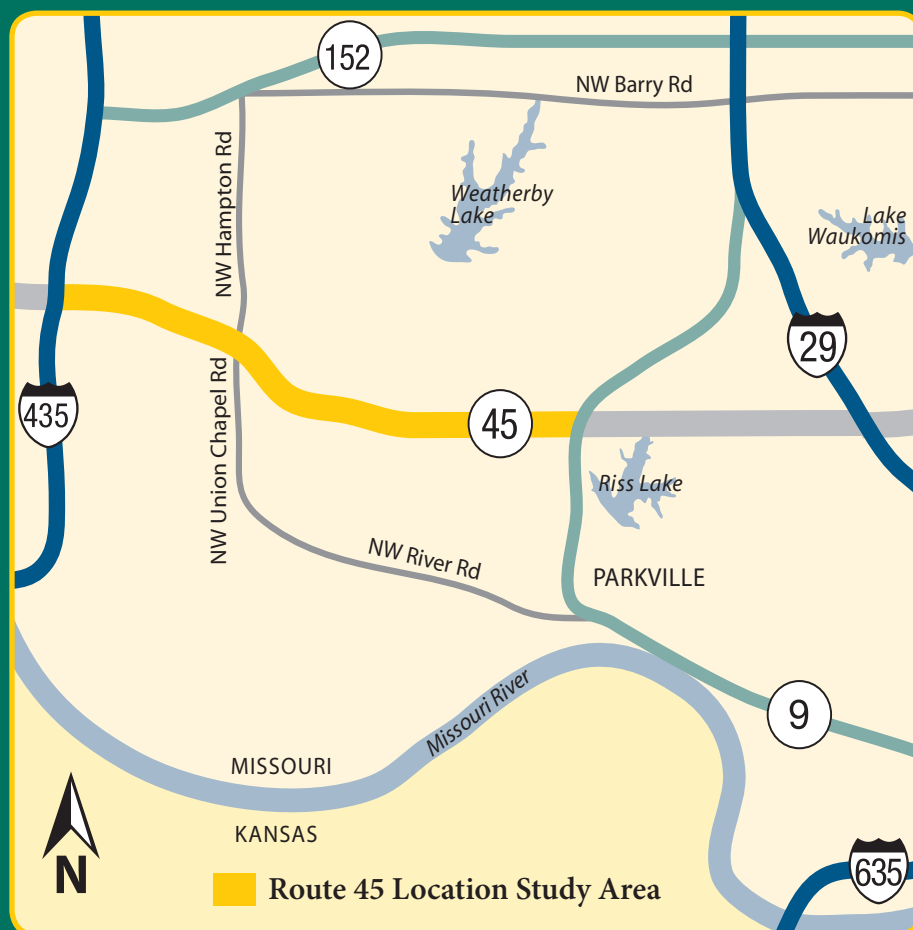 152
NW Barry Rd
NW Hampton Rd
Weatherby
Lake
Lake
Waukomis
29
435
NW Union Chapel Rd
45
Riss Lake
NW River Rd
PARKVILLE
Missouri River
9
MISSOURI
KANSAS
N
635
Route 45 Location Study Area